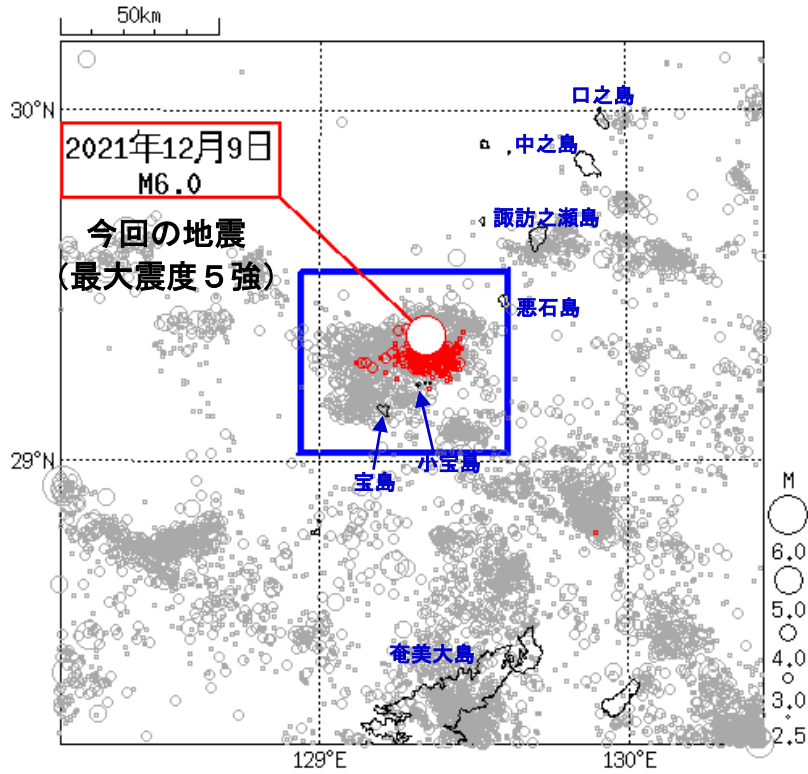 50km
30°N
口之島
中之島
2021年12月9日
M6.0
諏訪之瀬島
今回の地震
（最大震度５強）
悪石島
29°N
小宝島
宝島
M
6.0
5.0
4.0
3.0
2.5
奄美大島
129°E
130°E